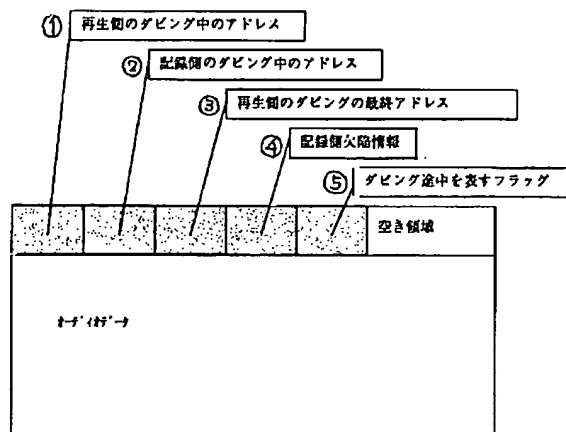 ① 再生側のダビング中のアドレス
② 記録側のダビング中のアドレス
③ 再生側のダビングの最終アドレス
④ 記録側欠陥情報
⑤ ダビング途中を表すフラッグ
空き領域
オーディオデータ